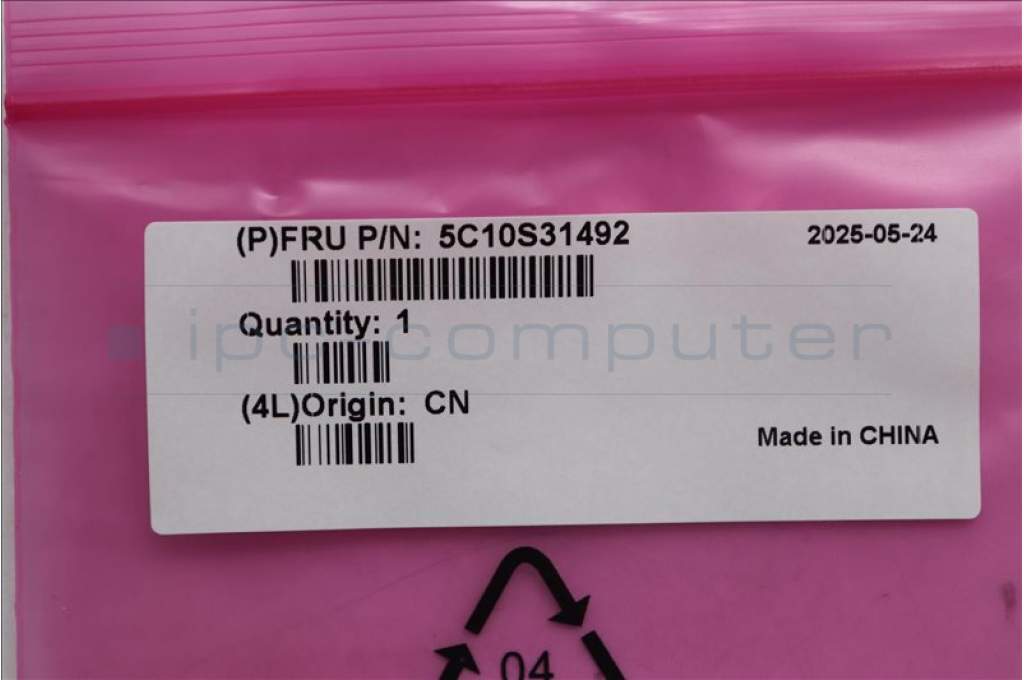 (P)FRU P/N: 5C10S31492
2025-05-24
Quantity: 1
ipc-computer
(4L)Origin: CN
Made in CHINA
04